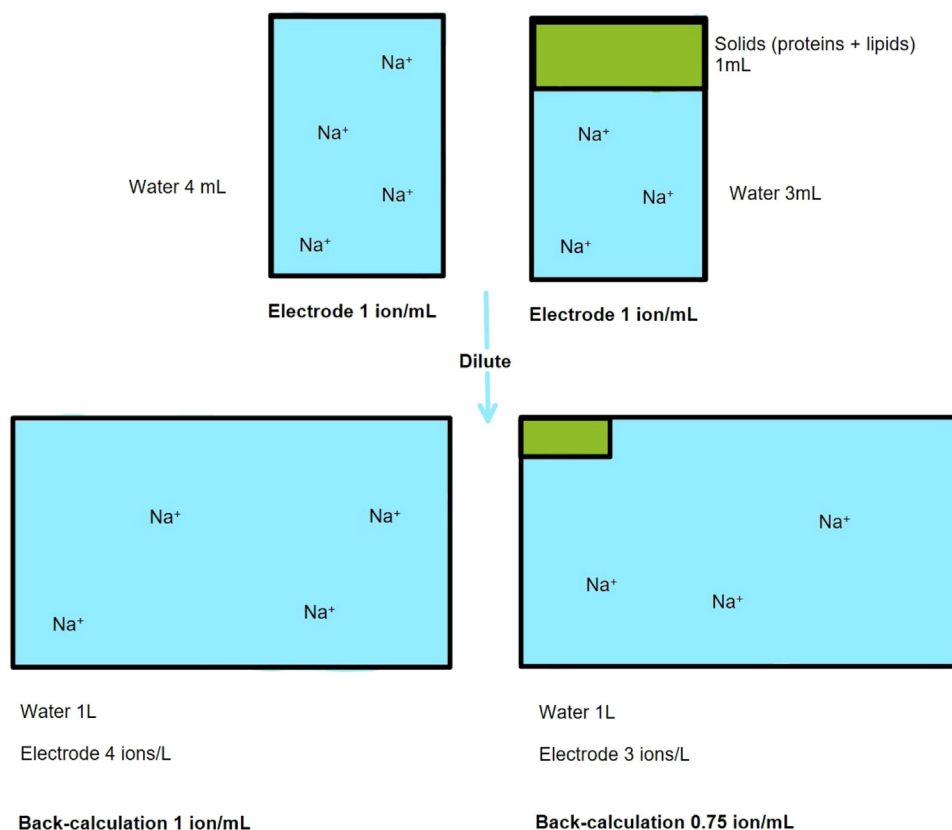 Solids (proteins + lipids)
1mL
Na⁺
Na⁺
Na⁺
Na⁺
Water 4 mL
Na⁺
Na⁺
Na⁺
Water 3mL
Electrode 1 ion/mL
Electrode 1 ion/mL
Dilute
Na⁺
Na⁺
Na⁺
Na⁺
Na⁺
Na⁺
Na⁺
Water 1L
Electrode 4 ions/L
Back-calculation 1 ion/mL
Water 1L
Electrode 3 ions/L
Back-calculation 0.75 ion/mL